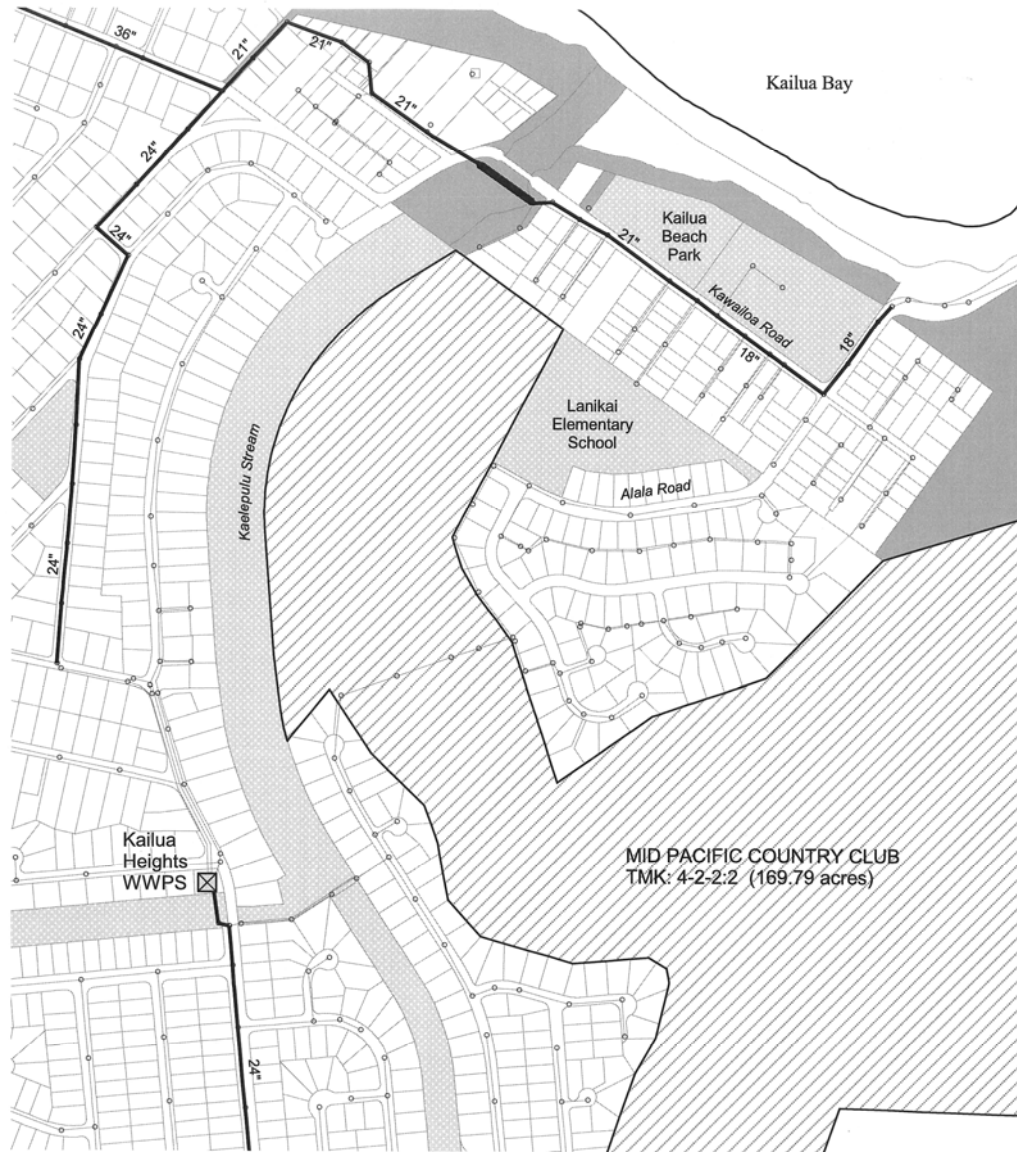 36"
21"
21"
21"
Kailua Bay
24"
24"
Kailua
Beach
Park
21"
Kawailoa Road
18"
18"
24"
Lanikai
Elementary
School
Kaelepulu Stream
Alala Road
24"
Kailua
Heights
WWPS
MID PACIFIC COUNTRY CLUB
TMK: 4-2-2:2 (169.79 acres)
24"